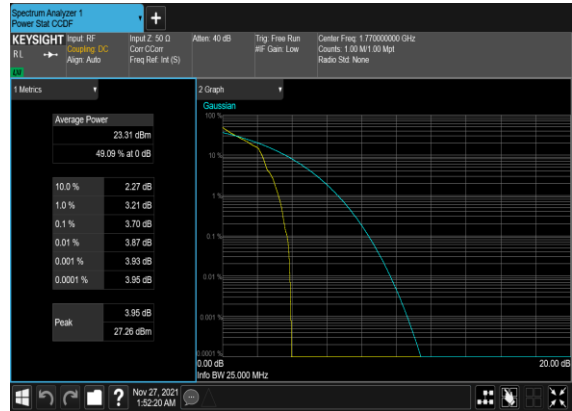 Spectrum Analyzer 1
Power Stat CCDF
+
KEYSIGHT
RL
LW
Input: RF
Coupling: DC
Align: Auto
Input Z: 50 Ω
Corr CCorr
Freq Ref: Int (S)
Atten: 40 dB
Trig: Free Run
#IF Gain: Low
Center Freq: 1.770000000 GHz
Counts: 1.00 M/1.00 Mpt
Radio Std: None
1 Metrics
Average Power
23.31 dBm
49.09 % at 0 dB
10.0 % 2.27 dB
1.0 % 3.21 dB
0.1 % 3.70 dB
0.01 % 3.87 dB
0.001 % 3.93 dB
0.0001 % 3.95 dB
Peak
3.95 dB
27.26 dBm
2 Graph
Gaussian
100 %
10 %
1 %
0.1 %
0.01 %
0.001 %
0.0001 %
0.00 dB 20.00 dB
Info BW 25.000 MHz
?
Nov 27, 2021
1:52:20 AM